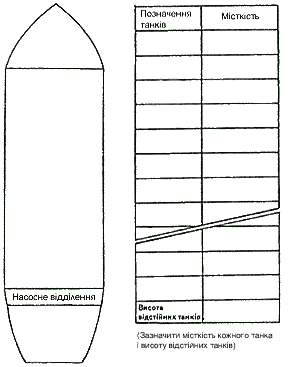 Позначення
танків
Місткість
Насосне відділення
Висота
відстійних танків
(Зазначити місткість кожного танка
і висоту відстійних танків)